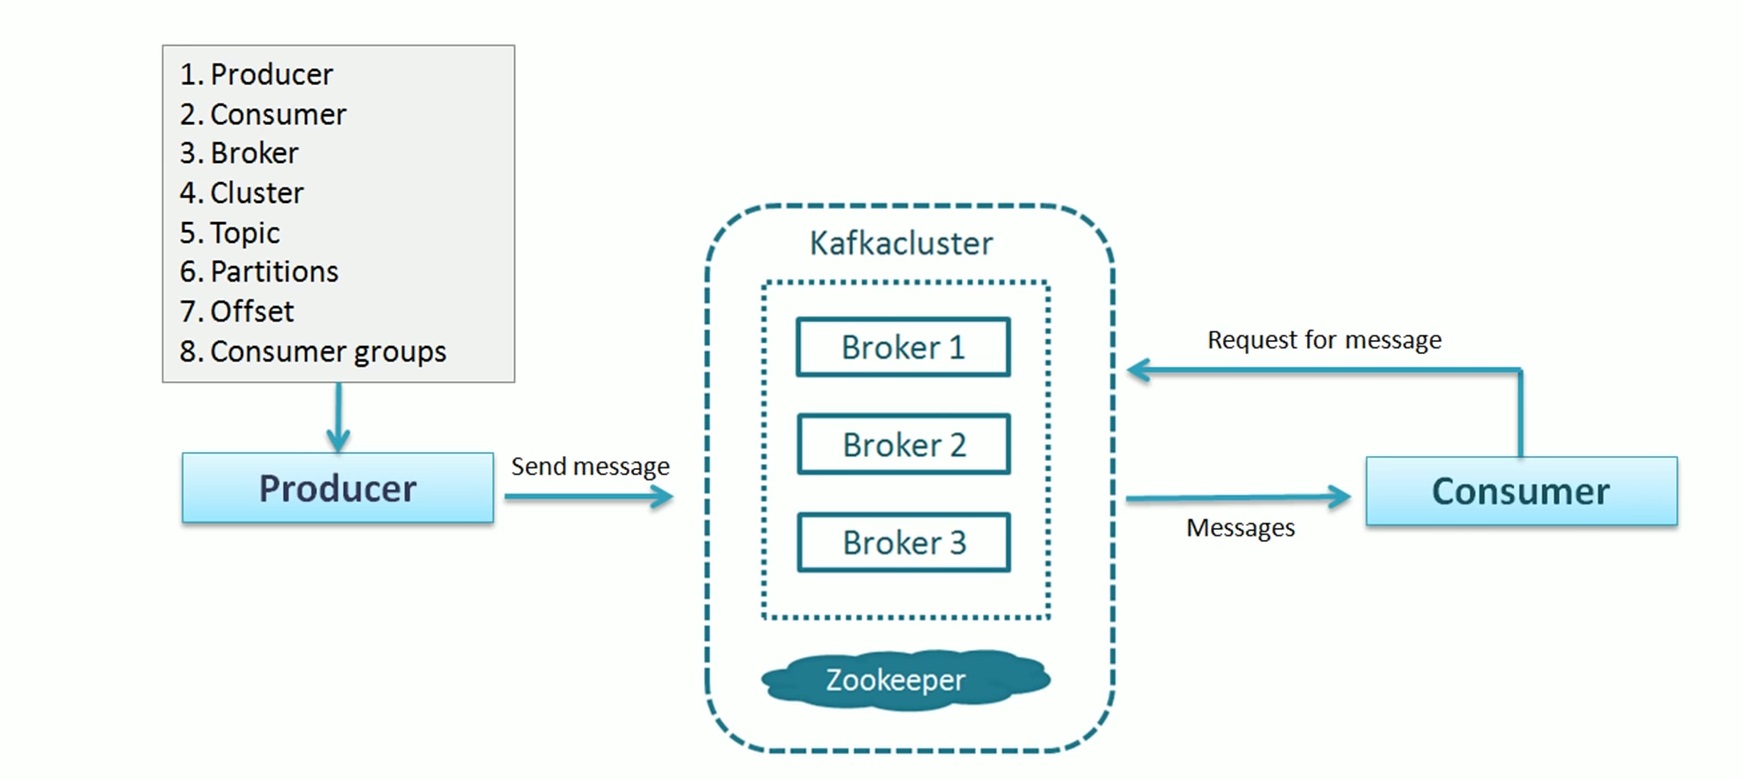 1. Producer
2. Consumer
3. Broker
4. Cluster
5. Topic
6. Partitions
7. Offset
8. Consumer groups
Producer
Send message
Kafkacluster
Broker 1
Broker 2
Broker 3
Zookeeper
Request for message
Messages
Consumer